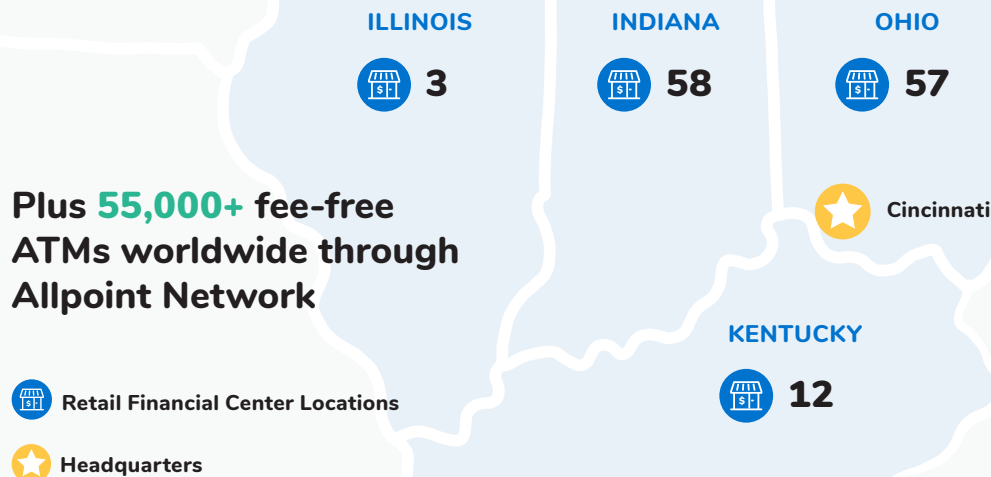 ILLINOIS
3
INDIANA
58
OHIO
57
Cincinnati
Plus 55,000+ fee-free
ATMs worldwide through
Allpoint Network
KENTUCKY
12
Retail Financial Center Locations
Headquarters